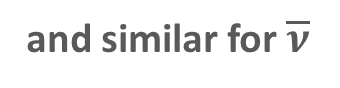 and similar for ν̅